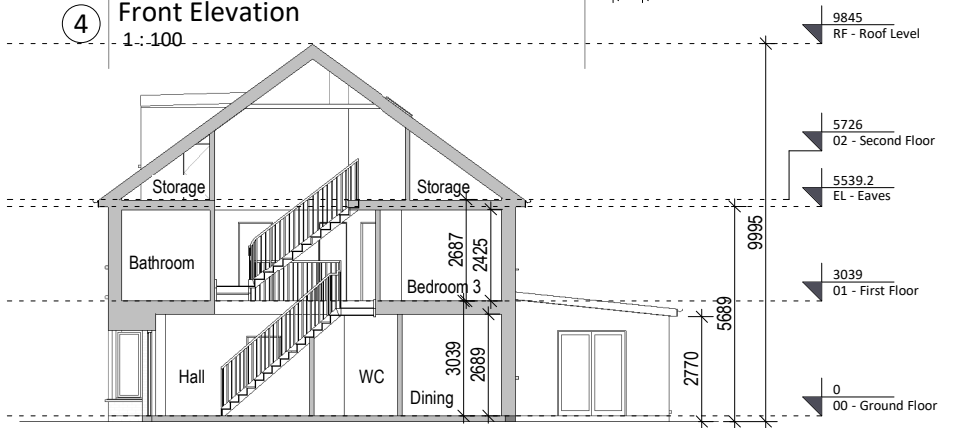 4
Front Elevation
1 : 100
9845
RF - Roof Level
5726
02 - Second Floor
5539.2
EL - Eaves
3039
01 - First Floor
0
00 - Ground Floor
Storage
Storage
Bathroom
Bedroom 3
2687
2425
9995
5689
Hall
WC
Dining
3039
2689
2770